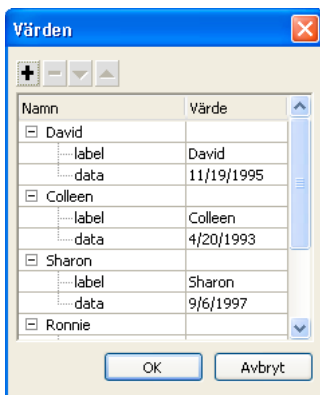 Värden
Namn Värde
David
label David
data 11/19/1995
Colleen
label Colleen
data 4/20/1993
Sharon
label Sharon
data 9/6/1997
Ronnie
OK Avbryt